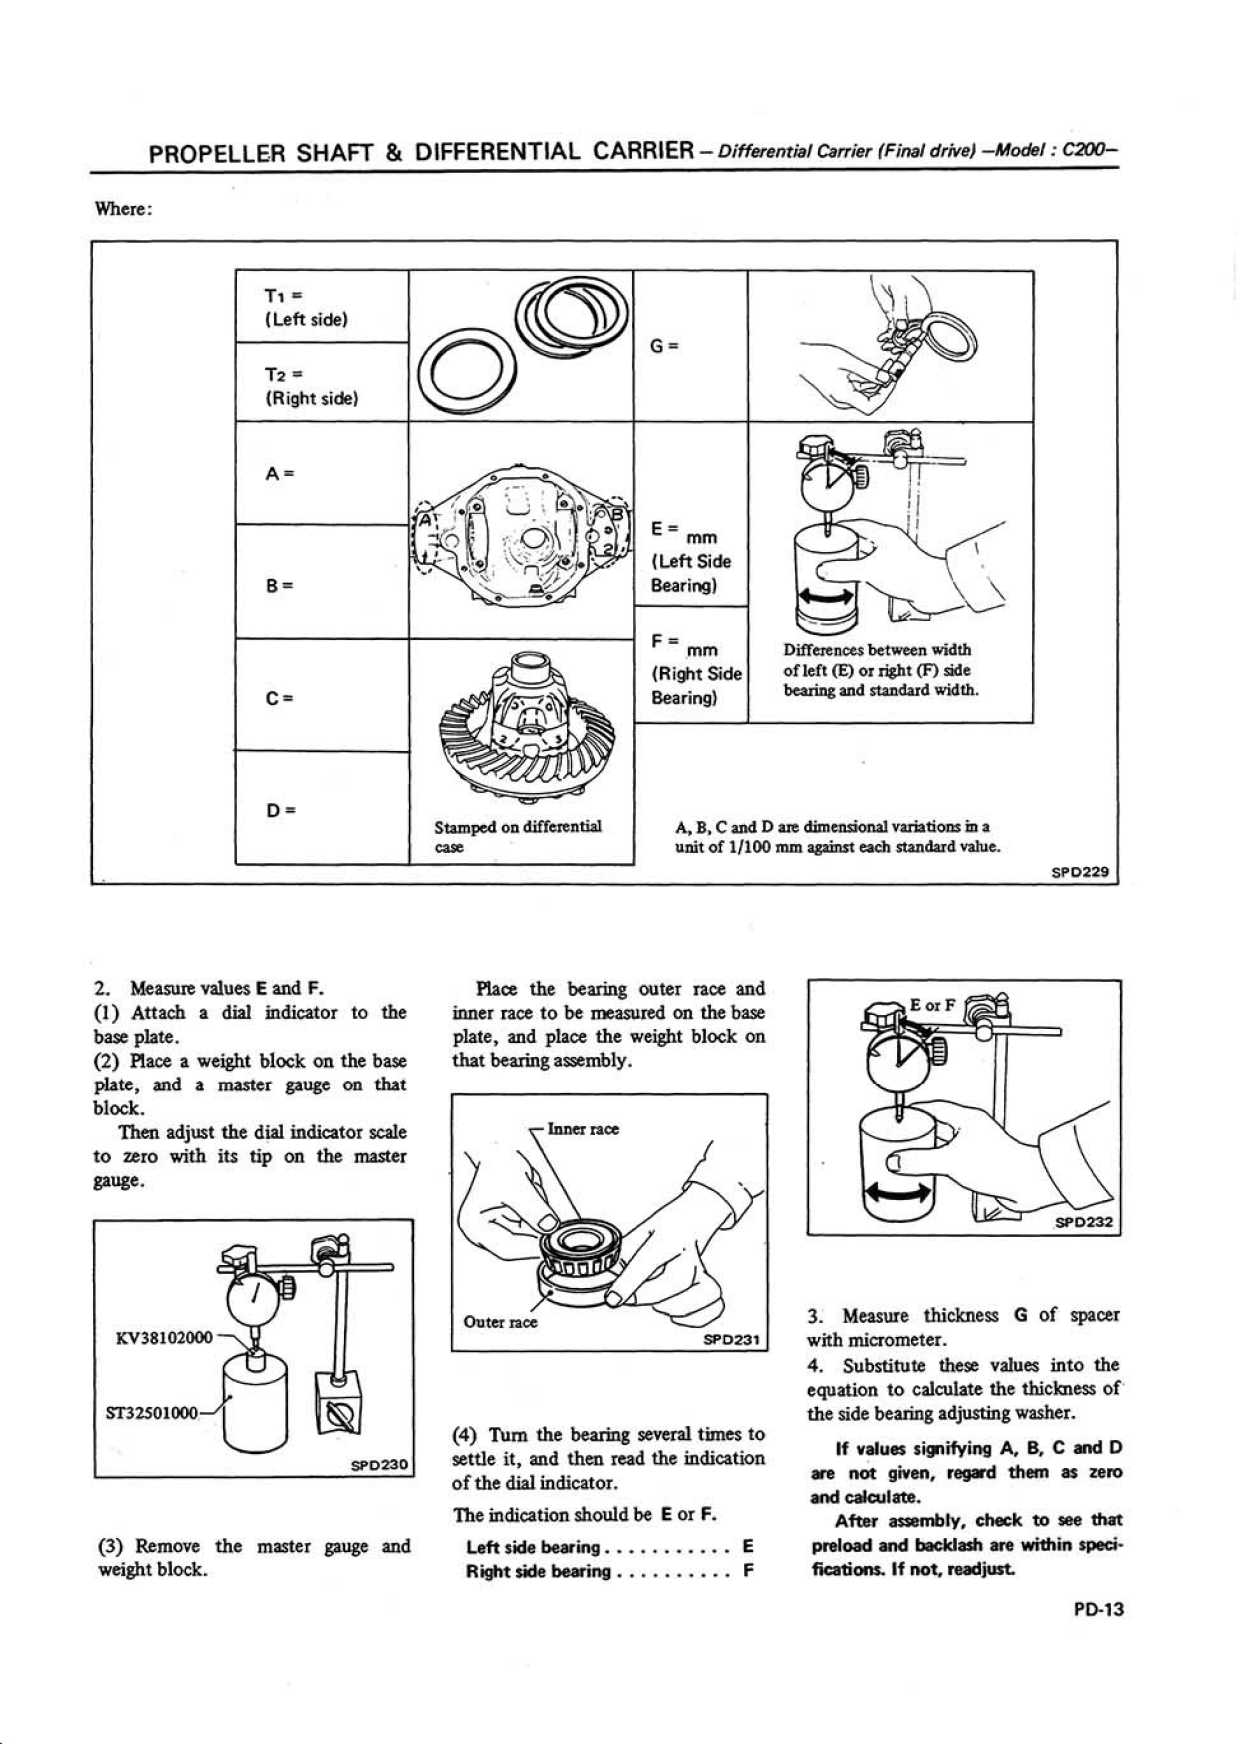 PROPELLER SHAFT & DIFFERENTIAL CARRIER – Differential Carrier (Final drive) –Model : C200–
Where:
T1 =
(Left side)
T2 =
(Right side)
G =
A =
B =
C =
D =
A
1
B
2
2
3
Stamped on differential
case
E =
mm
(Left Side
Bearing)
F =
mm
(Right Side
Bearing)
Differences between width
of left (E) or right (F) side
bearing and standard width.
A, B, C and D are dimensional variations in a
unit of 1/100 mm against each standard value.
SPD229
2. Measure values E and F.
(1) Attach a dial indicator to the
base plate.
(2) Place a weight block on the base
plate, and a master gauge on that
block.
Then adjust the dial indicator scale
to zero with its tip on the master
gauge.
KV38102000
ST32501000
SPD230
(3) Remove the master gauge and
weight block.
Place the bearing outer race and
inner race to be measured on the base
plate, and place the weight block on
that bearing assembly.
Inner race
Outer race
SPD231
(4) Turn the bearing several times to
settle it, and then read the indication
of the dial indicator.
The indication should be E or F.
Left side bearing . . . . . . . . . . . E
Right side bearing . . . . . . . . . . F
E or F
SPD232
3. Measure thickness G of spacer
with micrometer.
4. Substitute these values into the
equation to calculate the thickness of
the side bearing adjusting washer.
If values signifying A, B, C and D
are not given, regard them as zero
and calculate.
After assembly, check to see that
preload and backlash are within speci-
fications. If not, readjust.
PD-13